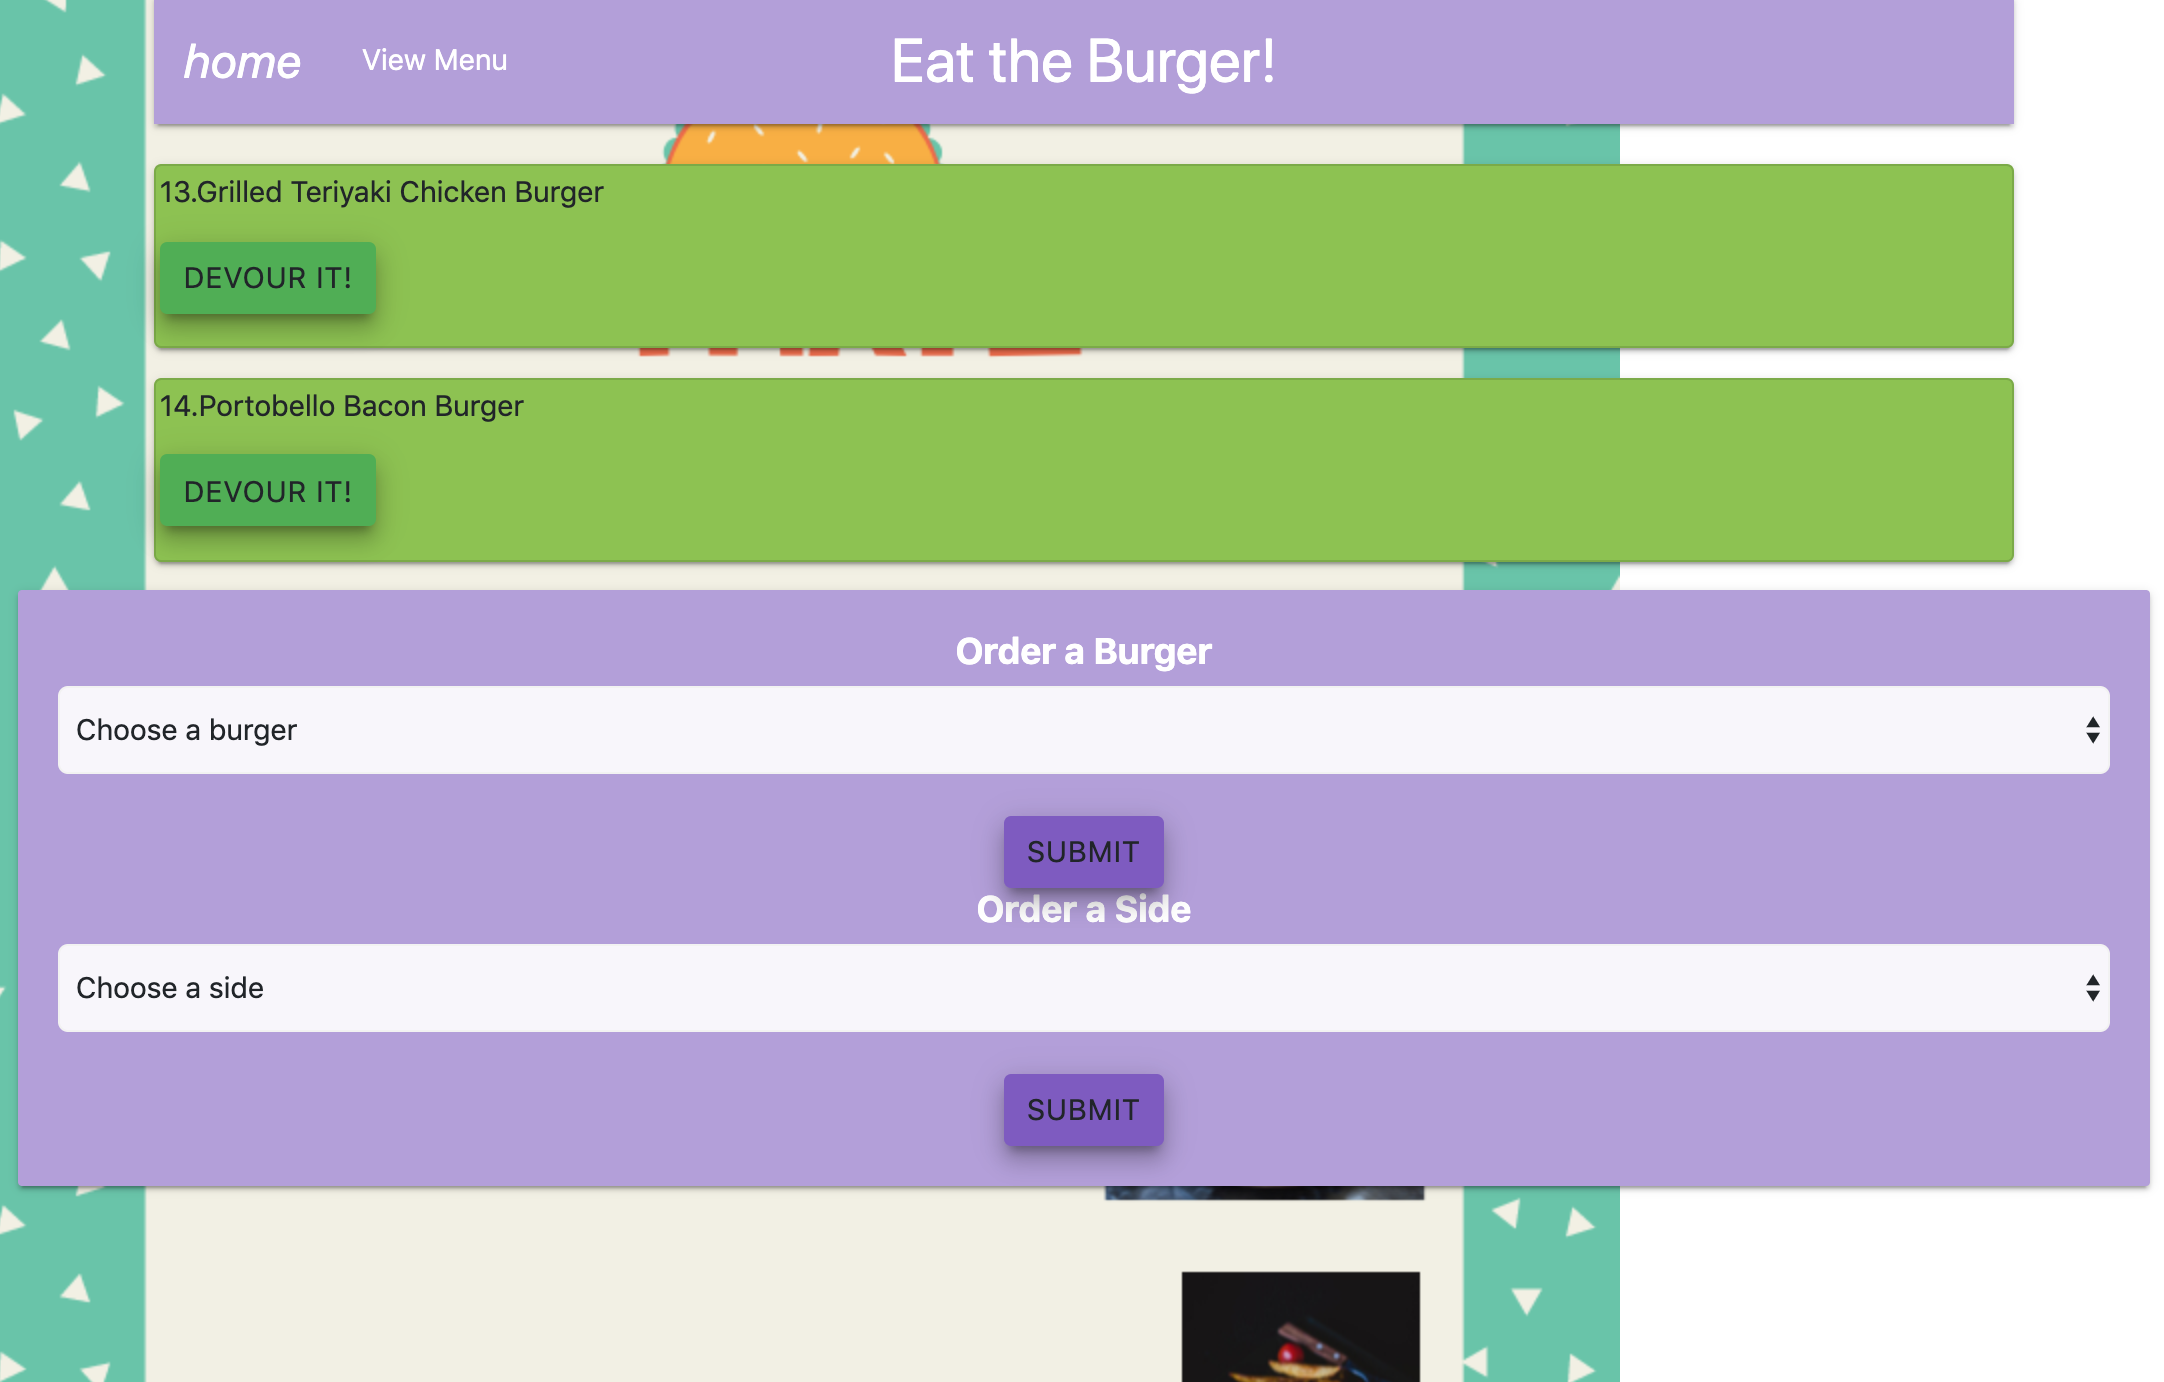 home View Menu Eat the Burger!
13.Grilled Teriyaki Chicken Burger
DEVOUR IT!
14.Portobello Bacon Burger
DEVOUR IT!
Order a Burger
Choose a burger
SUBMIT
Order a Side
Choose a side
SUBMIT